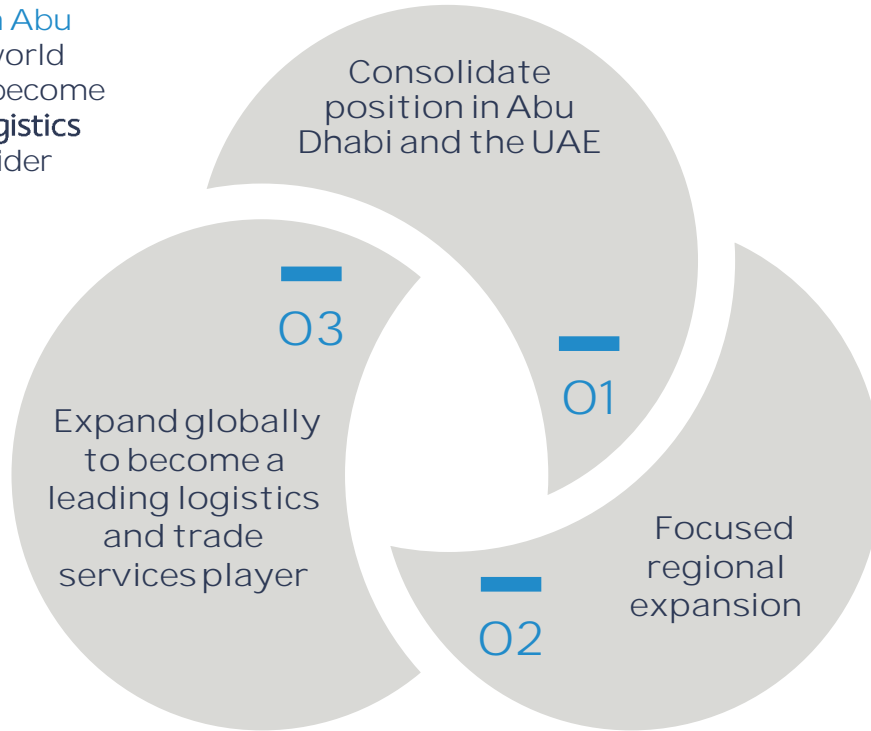 Abu
world
become
gistics
ider
Consolidate
position in Abu
Dhabi and the UAE
03
01
Expand globally
to become a
leading logistics
and trade
services player
Focused
regional
expansion
02